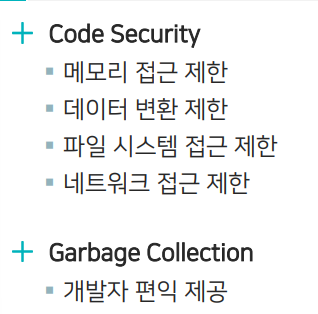 Code Security
메모리 접근 제한
데이터 변환 제한
파일 시스템 접근 제한
네트워크 접근 제한
Garbage Collection
개발자 편익 제공